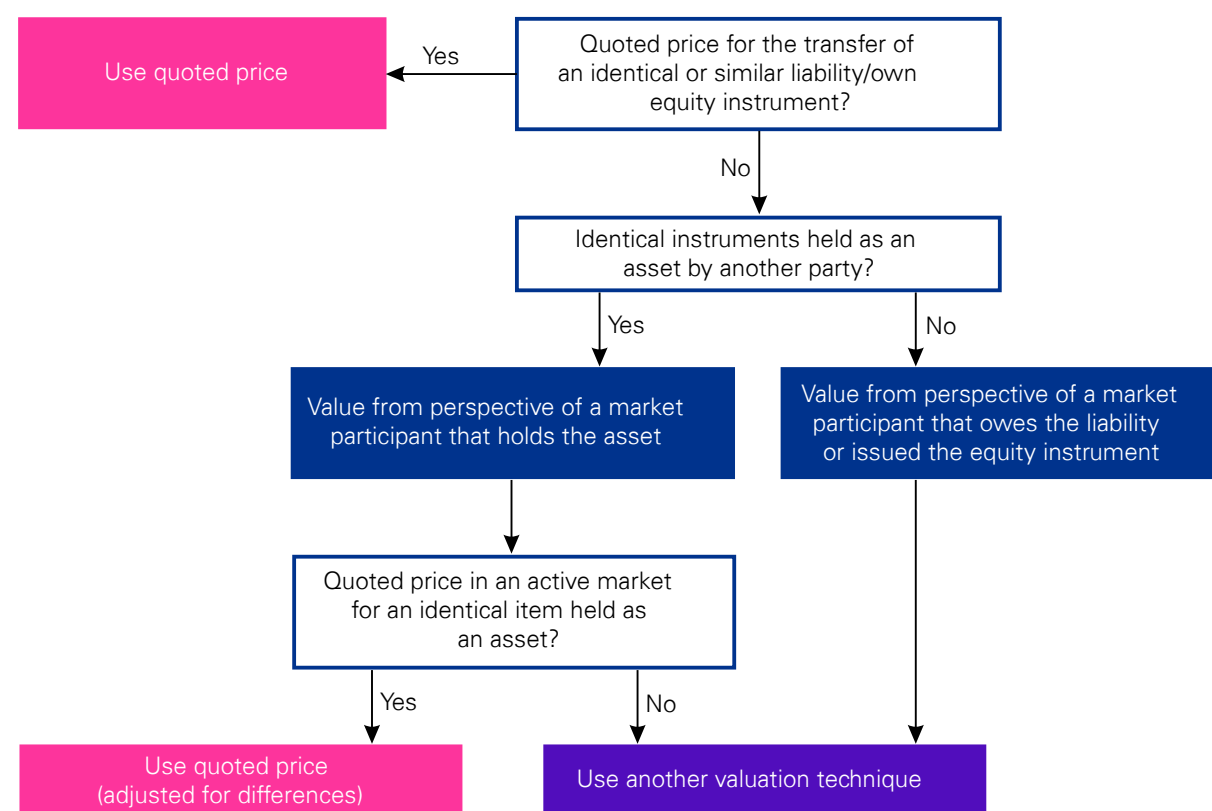 Use quoted price
Yes
Quoted price for the transfer of
an identical or similar liability/own
equity instrument?
No
Identical instruments held as an
asset by another party?
Yes
No
Value from perspective of a market
participant that holds the asset
Value from perspective of a market
participant that owes the liability
or issued the equity instrument
Quoted price in an active market
for an identical item held as
an asset?
Yes
No
Use quoted price
(adjusted for differences)
Use another valuation technique